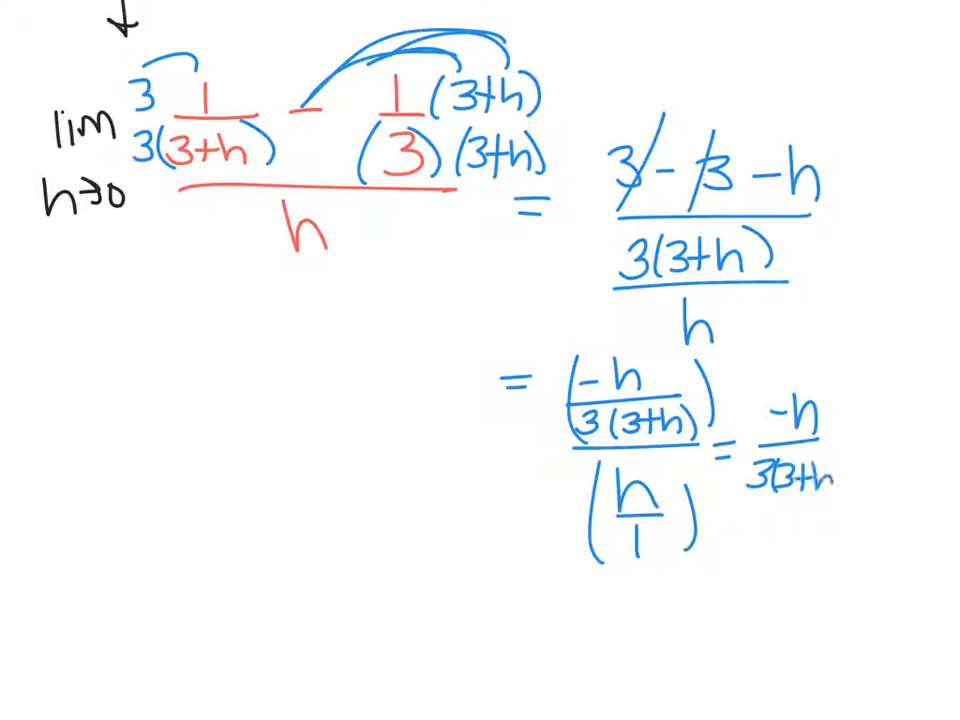 3 1 - 1 (3+h)
lim 3(3+h) (3)(3+h)
h→0 h
= 3 - 3 - h
3(3+h)
h
= (-h
3(3+h)) = -h
3(3+h
(h
1)